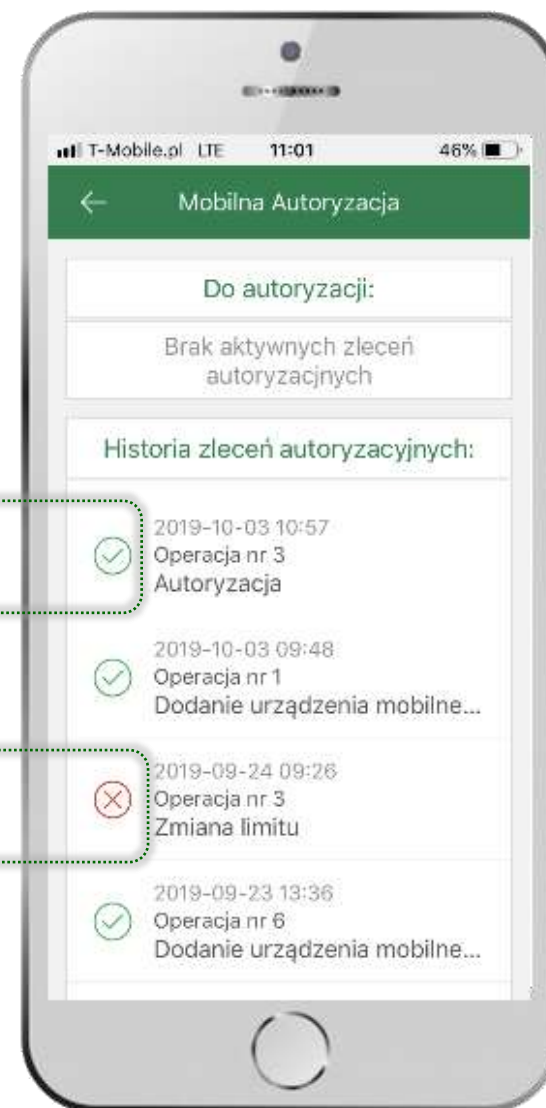 T-Mobile.pl LTE 11:01 46%
Mobilna Autoryzacja
Do autoryzacji:
Brak aktywnych zleceń
autoryzacjnych
Historia zleceń autoryzacyjnych:
2019-10-03 10:57
Operacja nr 3
Autoryzacja
2019-10-03 09:48
Operacja nr 1
Dodanie urządzenia mobilne...
2019-09-24 09:26
Operacja nr 3
Zmiana limitu
2019-09-23 13:36
Operacja nr 6
Dodanie urządzenia mobilne...